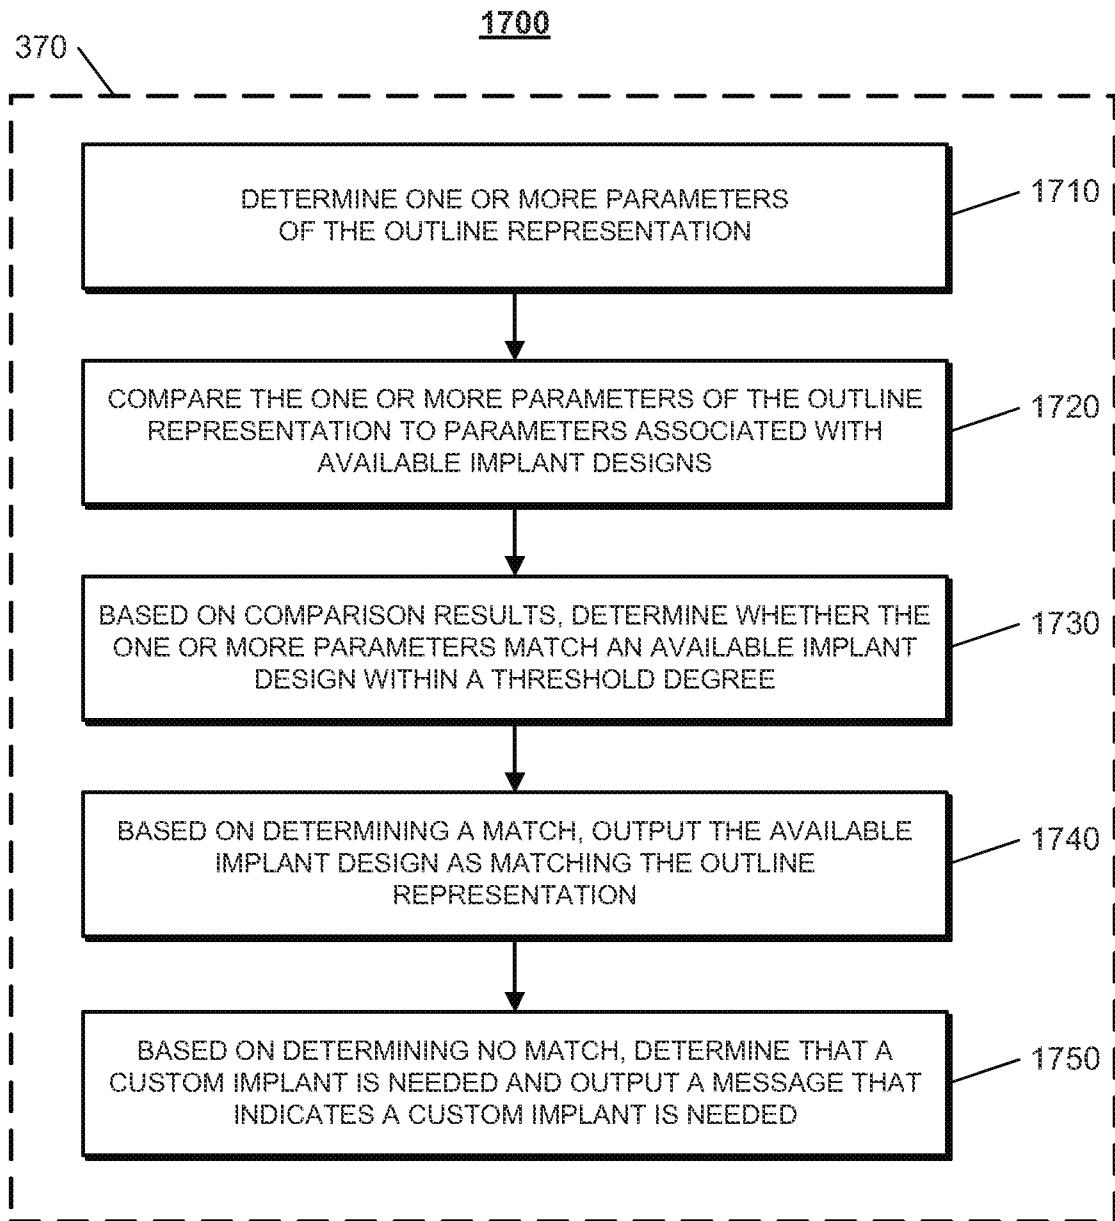 1700
370
DETERMINE ONE OR MORE PARAMETERS
OF THE OUTLINE REPRESENTATION
1710
COMPARE THE ONE OR MORE PARAMETERS OF THE OUTLINE
REPRESENTATION TO PARAMETERS ASSOCIATED WITH
AVAILABLE IMPLANT DESIGNS
1720
BASED ON COMPARISON RESULTS, DETERMINE WHETHER THE
ONE OR MORE PARAMETERS MATCH AN AVAILABLE IMPLANT
DESIGN WITHIN A THRESHOLD DEGREE
1730
BASED ON DETERMINING A MATCH, OUTPUT THE AVAILABLE
IMPLANT DESIGN AS MATCHING THE OUTLINE
REPRESENTATION
1740
BASED ON DETERMINING NO MATCH, DETERMINE THAT A
CUSTOM IMPLANT IS NEEDED AND OUTPUT A MESSAGE THAT
INDICATES A CUSTOM IMPLANT IS NEEDED
1750